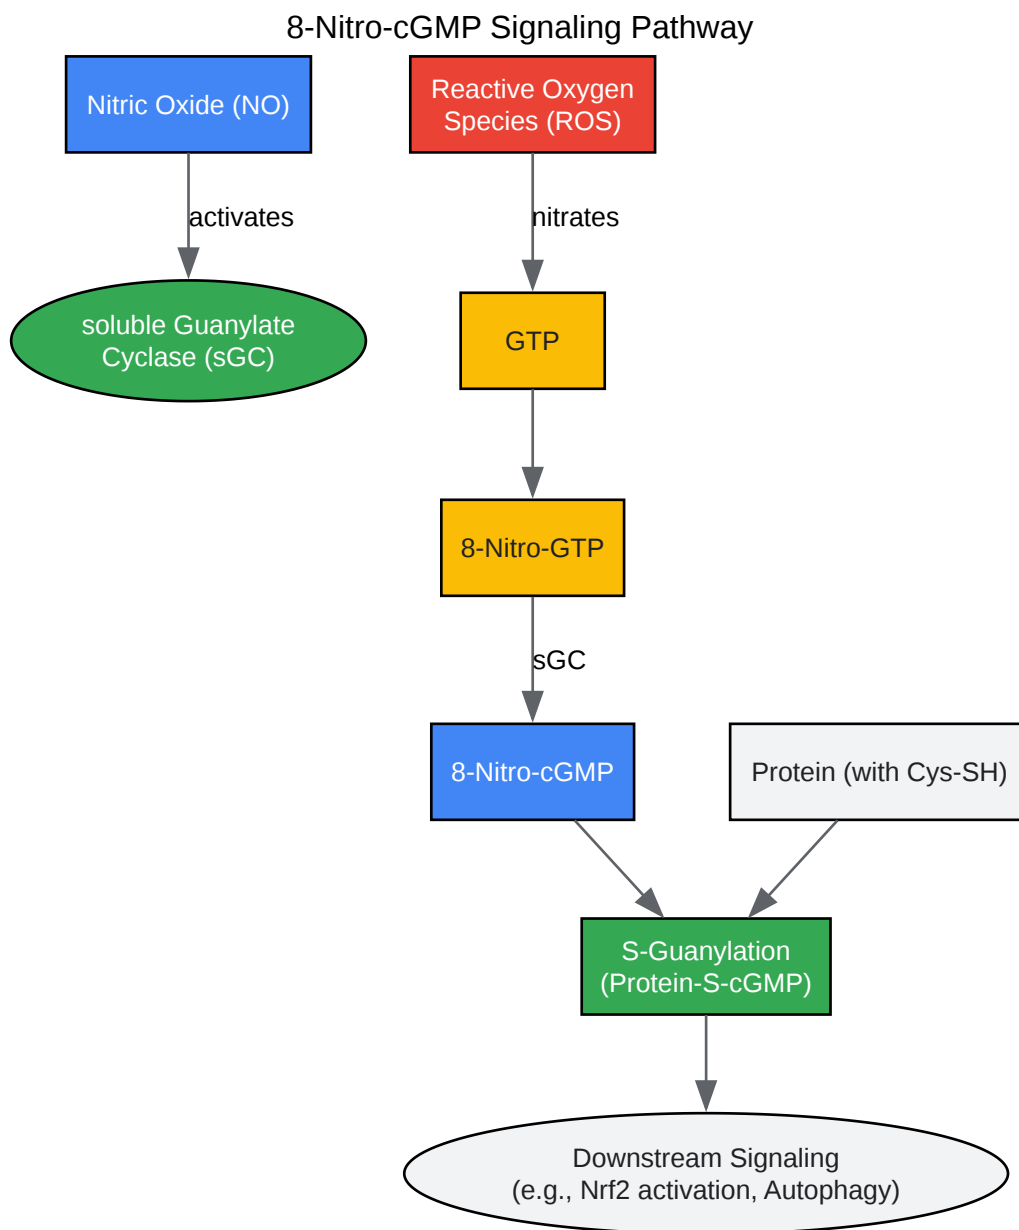 8-Nitro-cGMP Signaling Pathway
Nitric Oxide (NO)
Reactive Oxygen
Species (ROS)
activates
nitrates
soluble Guanylate
Cyclase (sGC)
GTP
8-Nitro-GTP
sGC
8-Nitro-cGMP
Protein (with Cys-SH)
S-Guanylation
(Protein-S-cGMP)
Downstream Signaling
(e.g., Nrf2 activation, Autophagy)